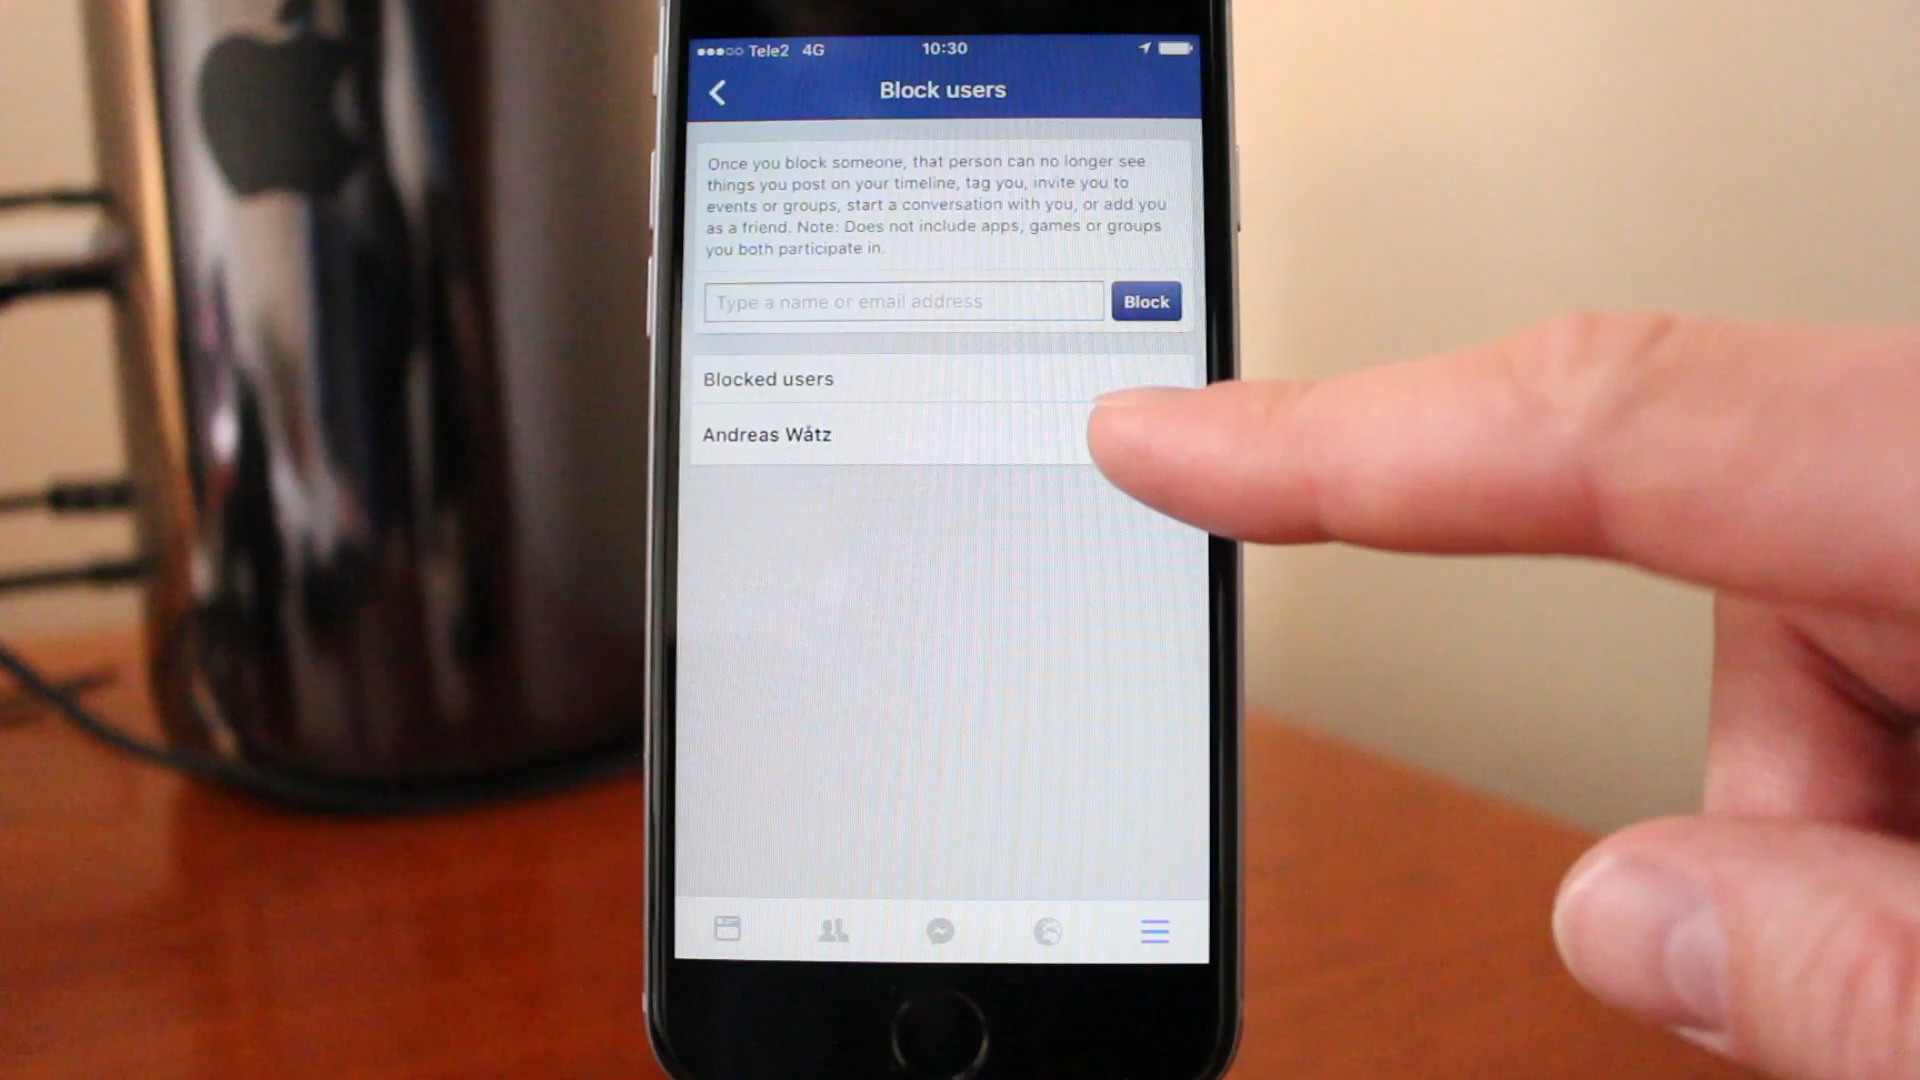 Tele2 4G 10:30
Block users
Once you block someone, that person can no longer see
things you post on your timeline, tag you, invite you to
events or groups, start a conversation with you, or add you
as a friend. Note: Does not include apps, games or groups
you both participate in.
Type a name or email address
Block
Blocked users
Andreas Wåtz